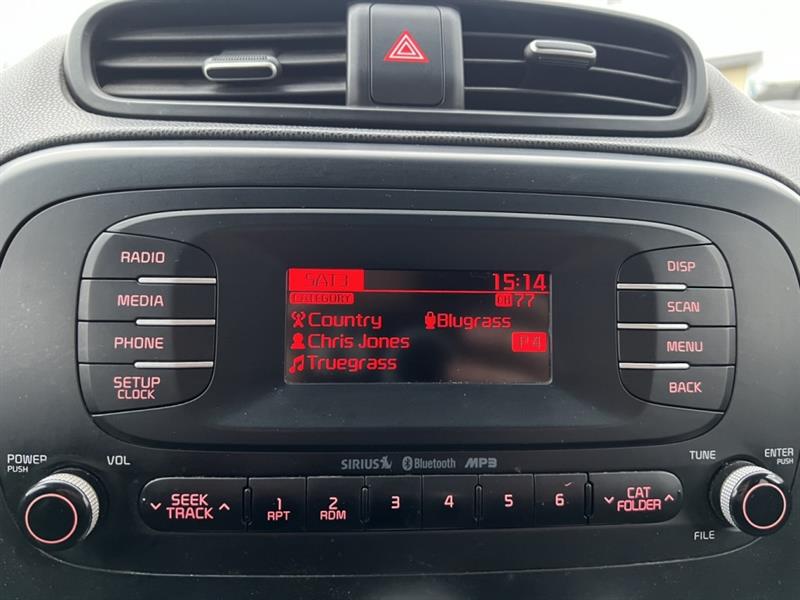 RADIO
MEDIA
PHONE
SETUP
CLOCK
SAT3 15:14
CATEGORY CH 77
Country Blugrass
Chris Jones P4
Truegrass
DISP
SCAN
MENU
BACK
SIRIUS Bluetooth MP3
POWER
PUSH
VOL
SEEK
TRACK
1
RPT
2
RDM
3
4
5
6
CAT
FOLDER
TUNE
FILE
ENTER
PUSH